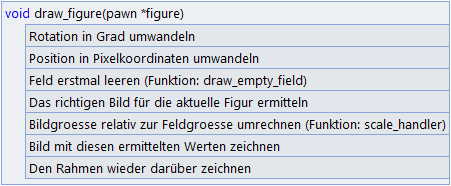 void draw_figure(pawn *figure)
Rotation in Grad umwandeln
Position in Pixelkoordinaten umwandeln
Feld erstmal leeren (Funktion: draw_empty_field)
Das richtigen Bild für die aktuelle Figur ermitteln
Bildgroesse relativ zur Feldgroesse umrechnen (Funktion: scale_handler)
Bild mit diesen ermittelten Werten zeichnen
Den Rahmen wieder darüber zeichnen